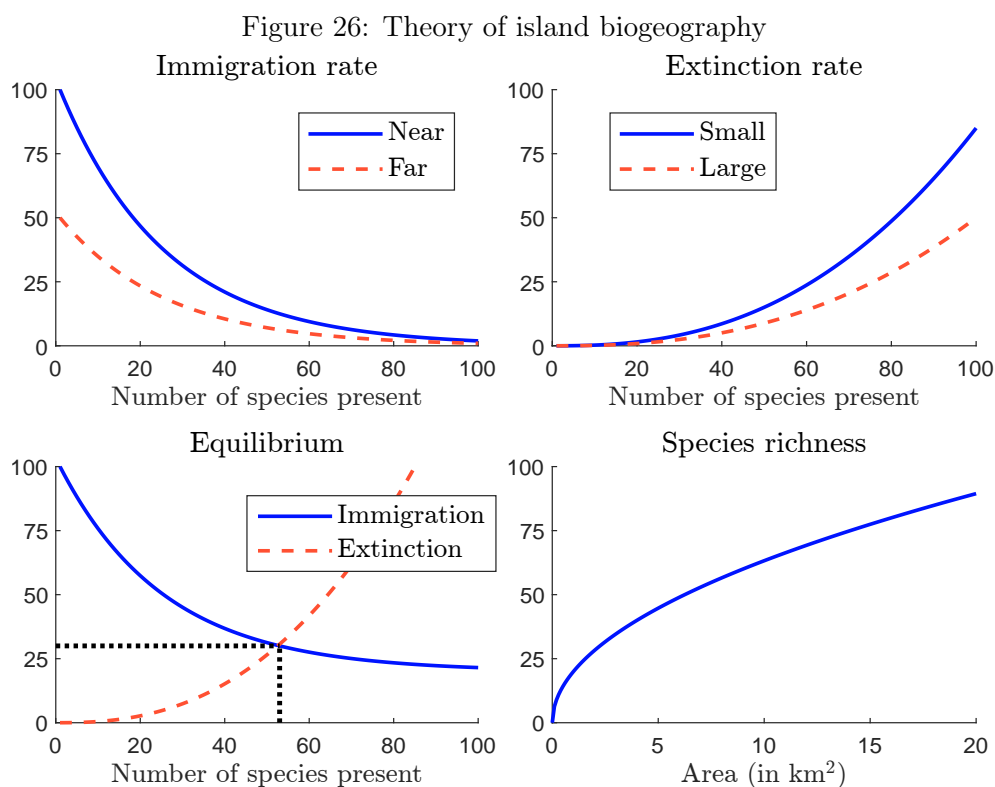 Figure 26: Theory of island biogeography
Immigration rate
100
75
50
25
0
0 20 40 60 80 100
Number of species present
Near
Far
Extinction rate
100
75
50
25
0
0 20 40 60 80 100
Number of species present
Small
Large
Equilibrium
100
75
50
25
0
0 20 40 60 80 100
Number of species present
Immigration
Extinction
Species richness
100
75
50
25
0
0 5 10 15 20
Area (in km²)